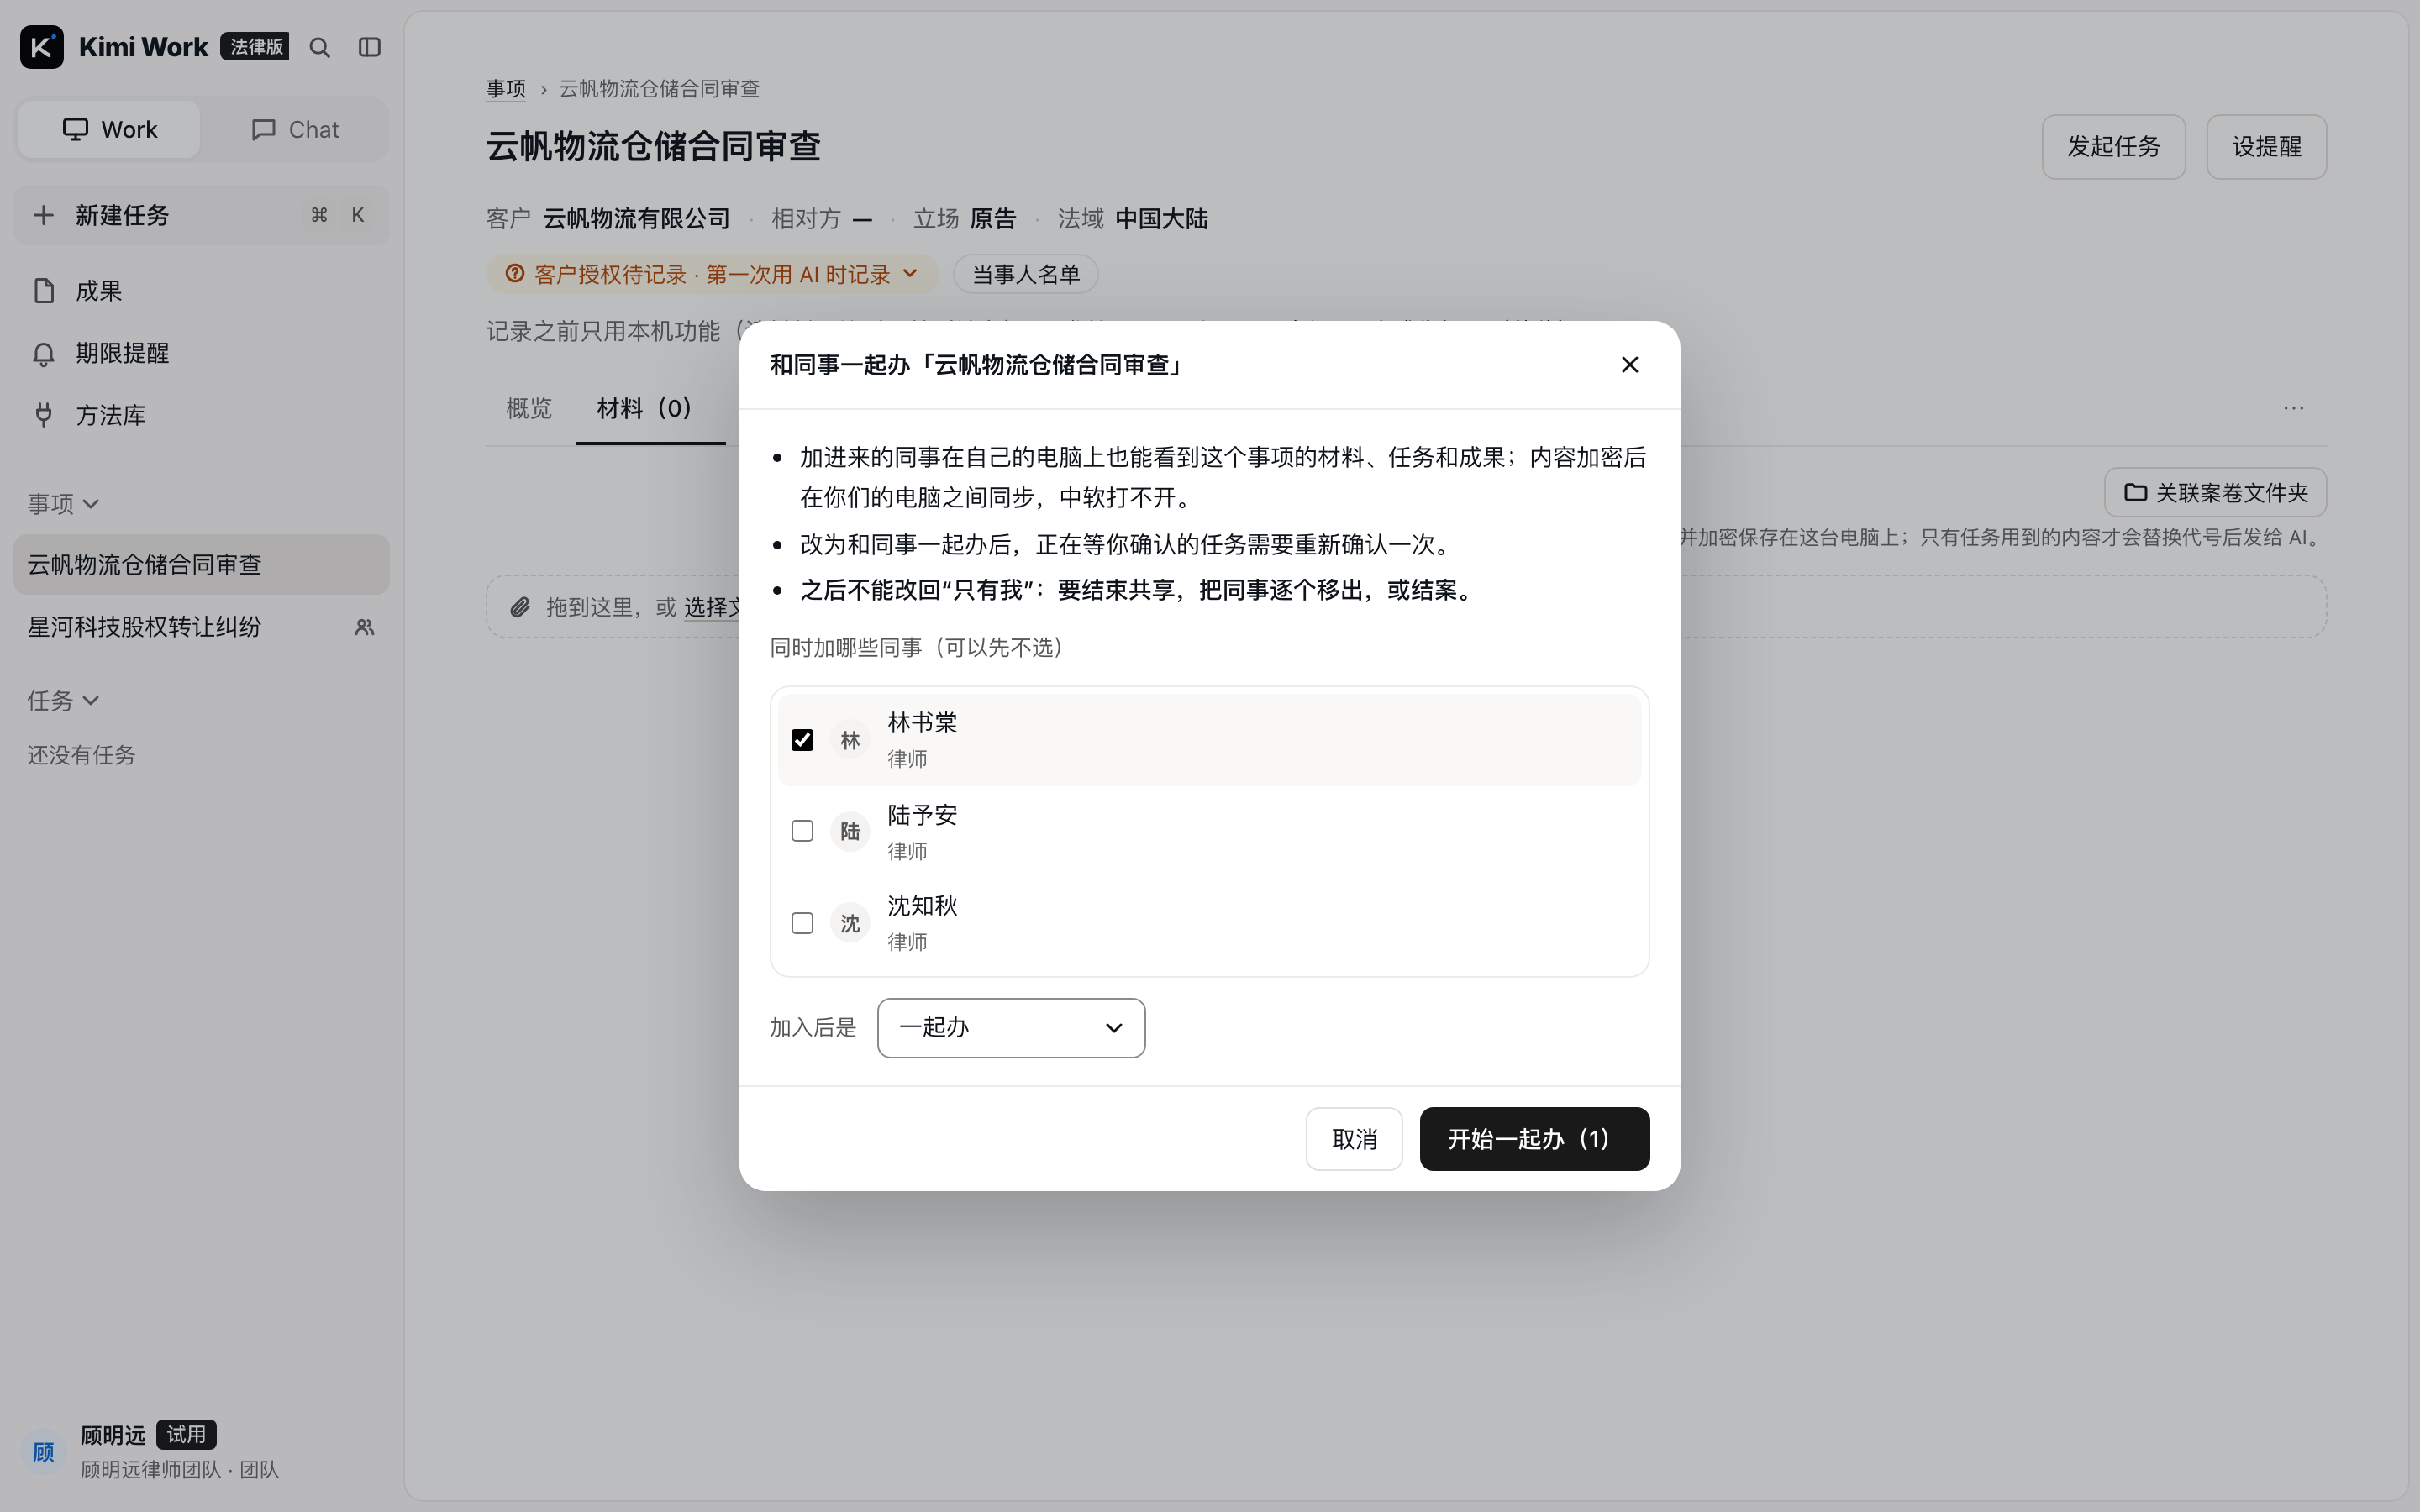 Kimi Work 法律版
Work
Chat
新建任务 ⌘ K
成果
期限提醒
方法库
事项
云帆物流仓储合同审查
星河科技股权转让纠纷
任务
还没有任务
顾 顾明远 试用
顾明远律师团队 · 团队
事项 › 云帆物流仓储合同审查
云帆物流仓储合同审查
发起任务
设提醒
客户 云帆物流有限公司 · 相对方 — · 立场 原告 · 法域 中国大陆
客户授权待记录 · 第一次用 AI 时记录
当事人名单
记录之前只用本机功能（
概览
材料（0）
···
关联案卷文件夹
并加密保存在这台电脑上；只有任务用到的内容才会替换代号后发给 AI。
拖到这里，或 选择文
和同事一起办「云帆物流仓储合同审查」
• 加进来的同事在自己的电脑上也能看到这个事项的材料、任务和成果；内容加密后
在你们的电脑之间同步，中软打不开。
• 改为和同事一起办后，正在等你确认的任务需要重新确认一次。
• 之后不能改回“只有我”：要结束共享，把同事逐个移出，或结案。
同时加哪些同事（可以先不选）
林 林书棠
律师
陆 陆予安
律师
沈 沈知秋
律师
加入后是 一起办
取消
开始一起办（1）